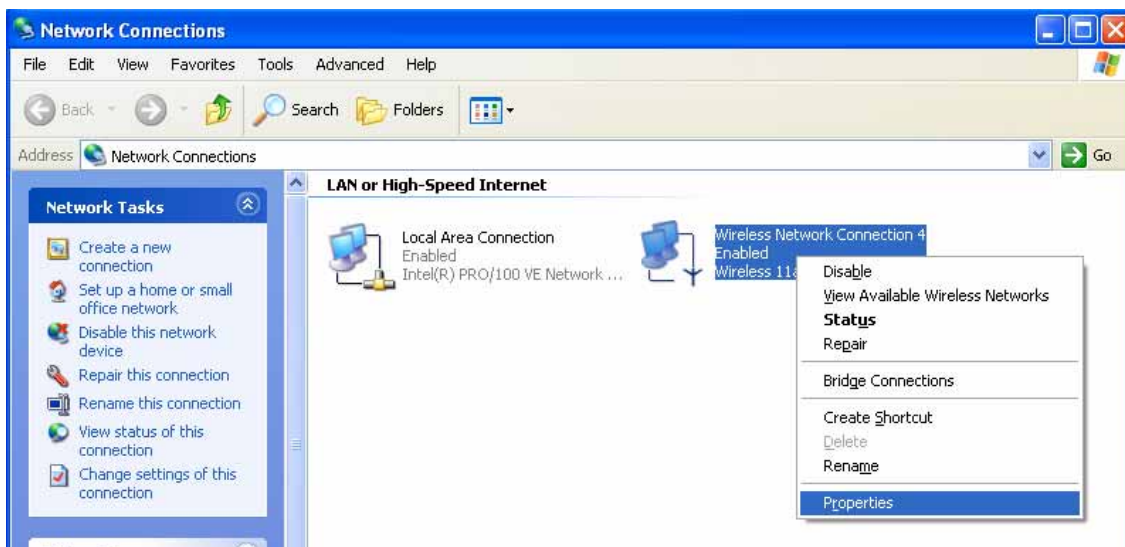 Network Connections
File Edit View Favorites Tools Advanced Help
Back Search Folders
Address Network Connections Go
Network Tasks
Create a new
connection
Set up a home or small
office network
Disable this network
device
Repair this connection
Rename this connection
View status of this
connection
Change settings of this
connection
LAN or High-Speed Internet
Local Area Connection
Enabled
Intel(R) PRO/100 VE Network ...
Wireless Network Connection 4
Enabled
Wireless 11a
Disable
View Available Wireless Networks
Status
Repair
Bridge Connections
Create Shortcut
Delete
Rename
Properties